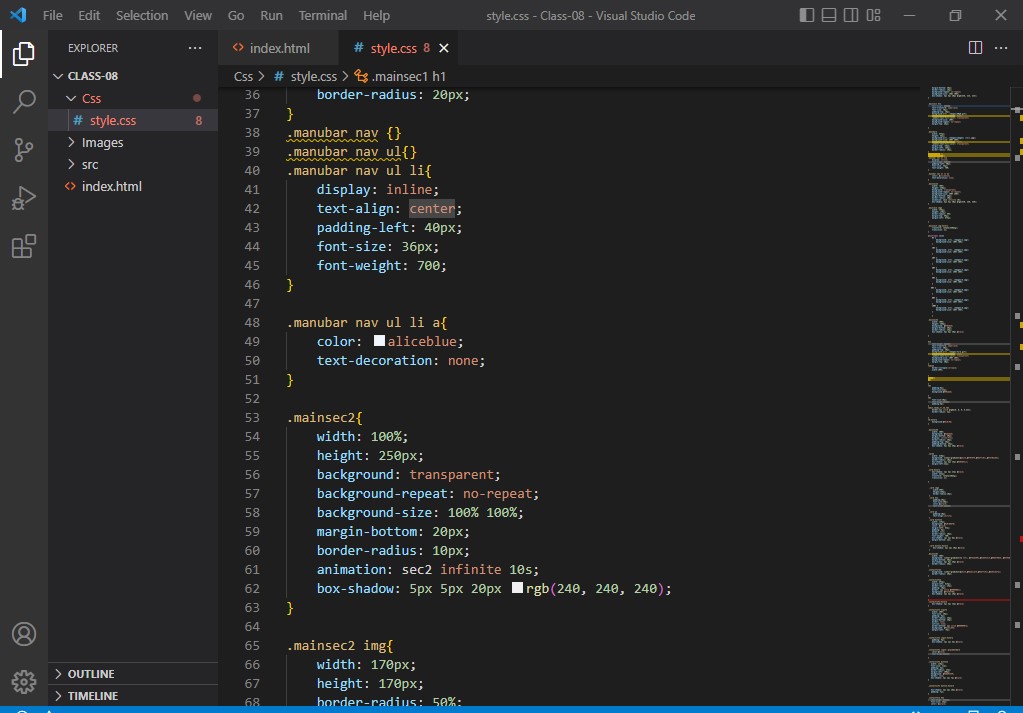 File Edit Selection View Go Run Terminal Help style.css - Class-08 - Visual Studio Code
EXPLORER ...
CLASS-08
Css
# style.css 8
Images
src
<> index.html
OUTLINE
TIMELINE
<> index.html # style.css 8
Css > # style.css > .mainsec1 h1
36 border-radius: 20px;
37 }
38 .manubar nav {}
39 .manubar nav ul{}
40 .manubar nav ul li{
41 display: inline;
42 text-align: center;
43 padding-left: 40px;
44 font-size: 36px;
45 font-weight: 700;
46 }
47
48 .manubar nav ul li a{
49 color: aliceblue;
50 text-decoration: none;
51 }
52
53 .mainsec2{
54 width: 100%;
55 height: 250px;
56 background: transparent;
57 background-repeat: no-repeat;
58 background-size: 100% 100%;
59 margin-bottom: 20px;
60 border-radius: 10px;
61 animation: sec2 infinite 10s;
62 box-shadow: 5px 5px 20px rgb(240, 240, 240);
63 }
64
65 .mainsec2 img{
66 width: 170px;
67 height: 170px;
68 border-radius: 50%;